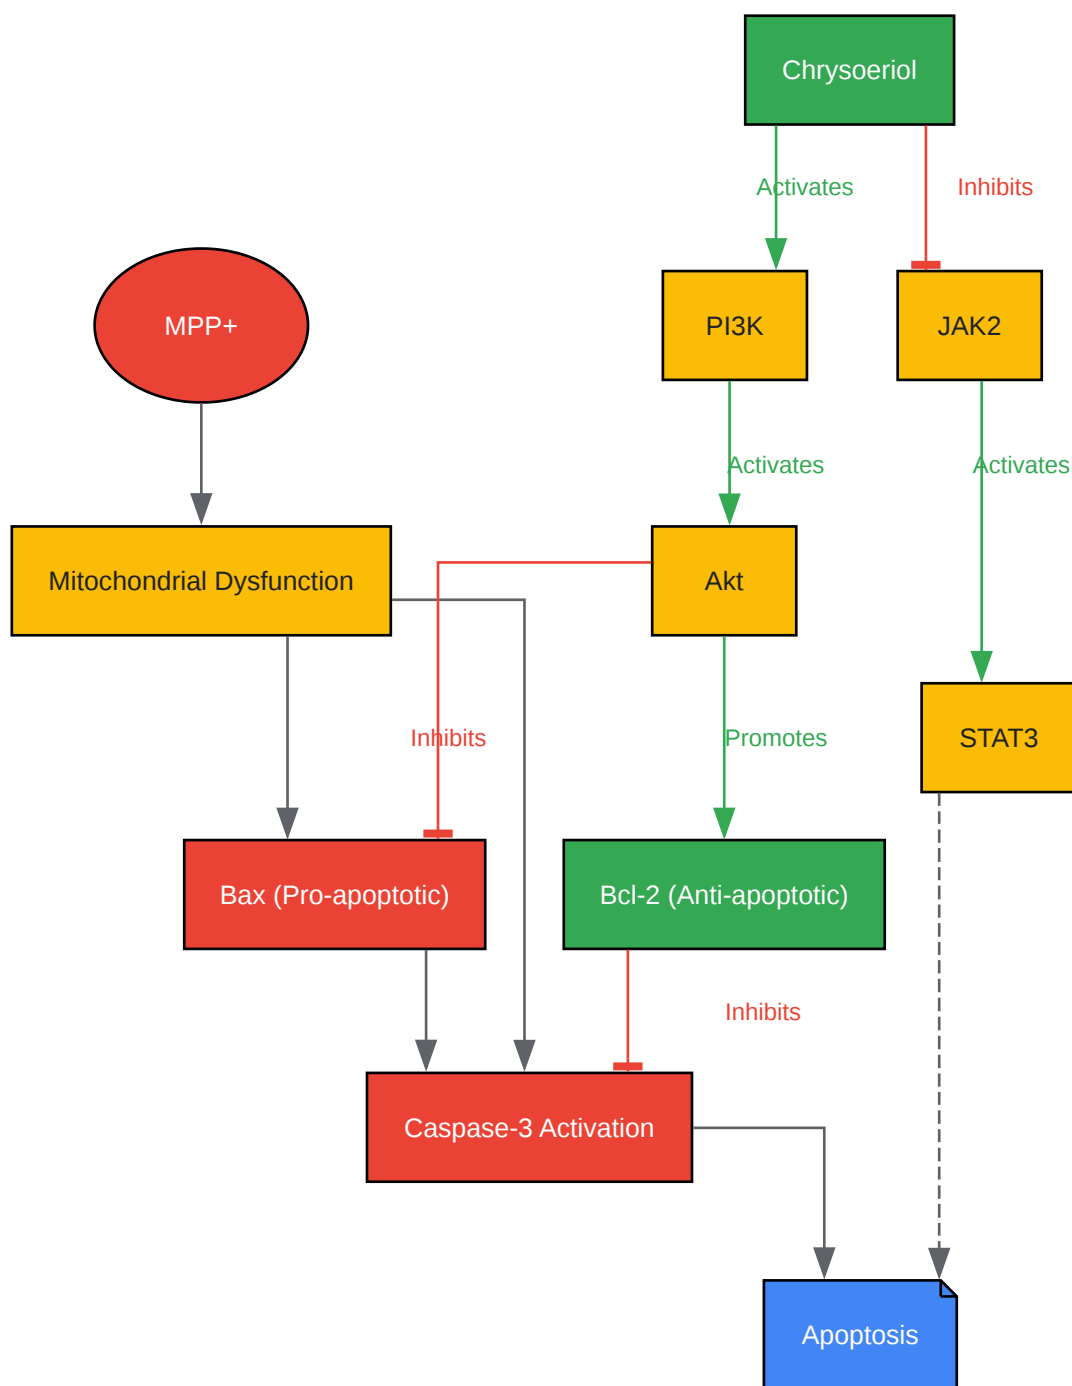 Chrysoeriol
Activates
Inhibits
MPP+
PI3K
JAK2
Activates
Activates
Mitochondrial Dysfunction
Akt
Inhibits
Promotes
STAT3
Bax (Pro-apoptotic)
Bcl-2 (Anti-apoptotic)
Inhibits
Caspase-3 Activation
Apoptosis